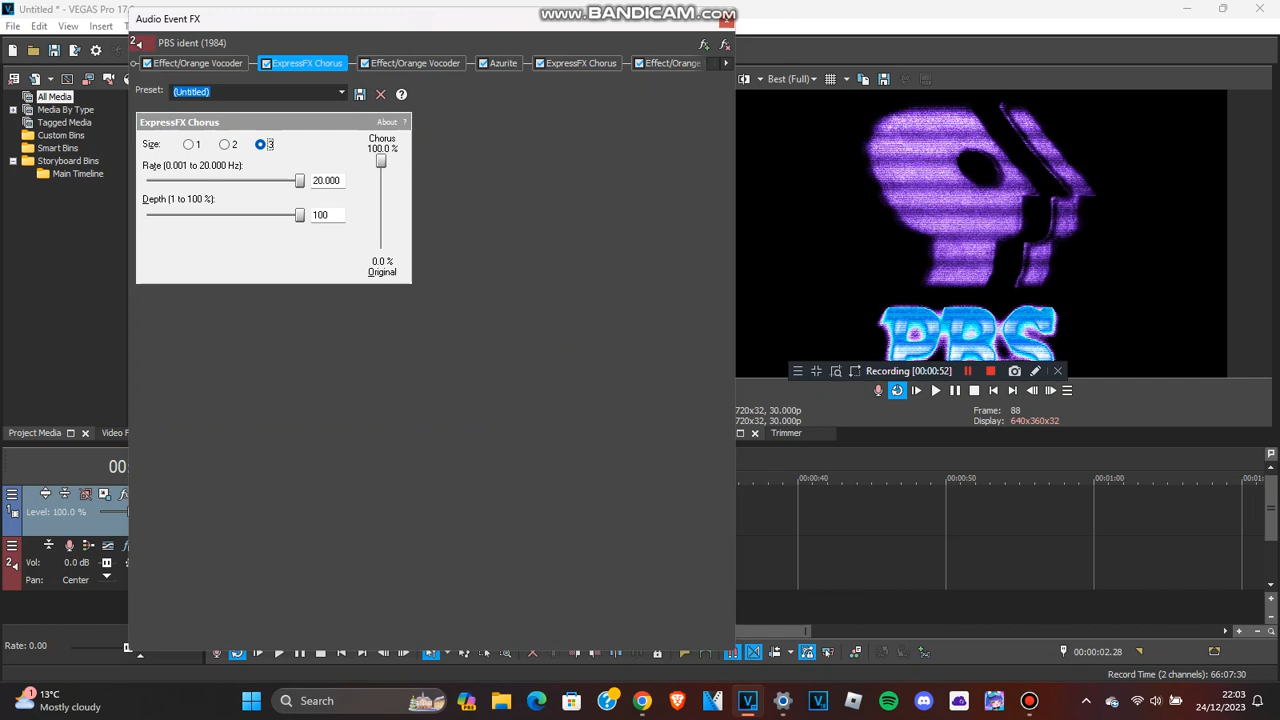 Untitled * - VEGAS Pro 17.
Audio Event FX
www.BANDICAM.com
File Edit View Insert
2 PBS ident (1984)
Effect/Orange Vocoder ExpressFX Chorus Effect/Orange Vocoder Azurite ExpressFX Chorus Effect/Orange
Preset: (Untitled)
Best (Full)
All Media
Media By Type
Tagged Media
Custom Bins
Smart Bins
Storyboard Bins
Main Timeline
ExpressFX Chorus About ?
Size: 1 2 3
Chorus
100.0 %
Rate (0.001 to 20.000 Hz):
20.000
Depth (1 to 100 %):
100
0.0 %
Original
PBS
Recording [00:00:52]
720x32, 30.000p Frame: 88
720x32, 30.000p Display: 640x360x32
Project Media Video F
Trimmer
00:
00:00:40 00:00:50 00:01:00 00:01:
1
Level: 100.0 %
2
Vol: 0.0 dB
Pan: Center
Rate: 0.00
00:00:02.28
Record Time (2 channels): 66:07:30
13°C
Mostly cloudy
Search
22:03
24/12/2023